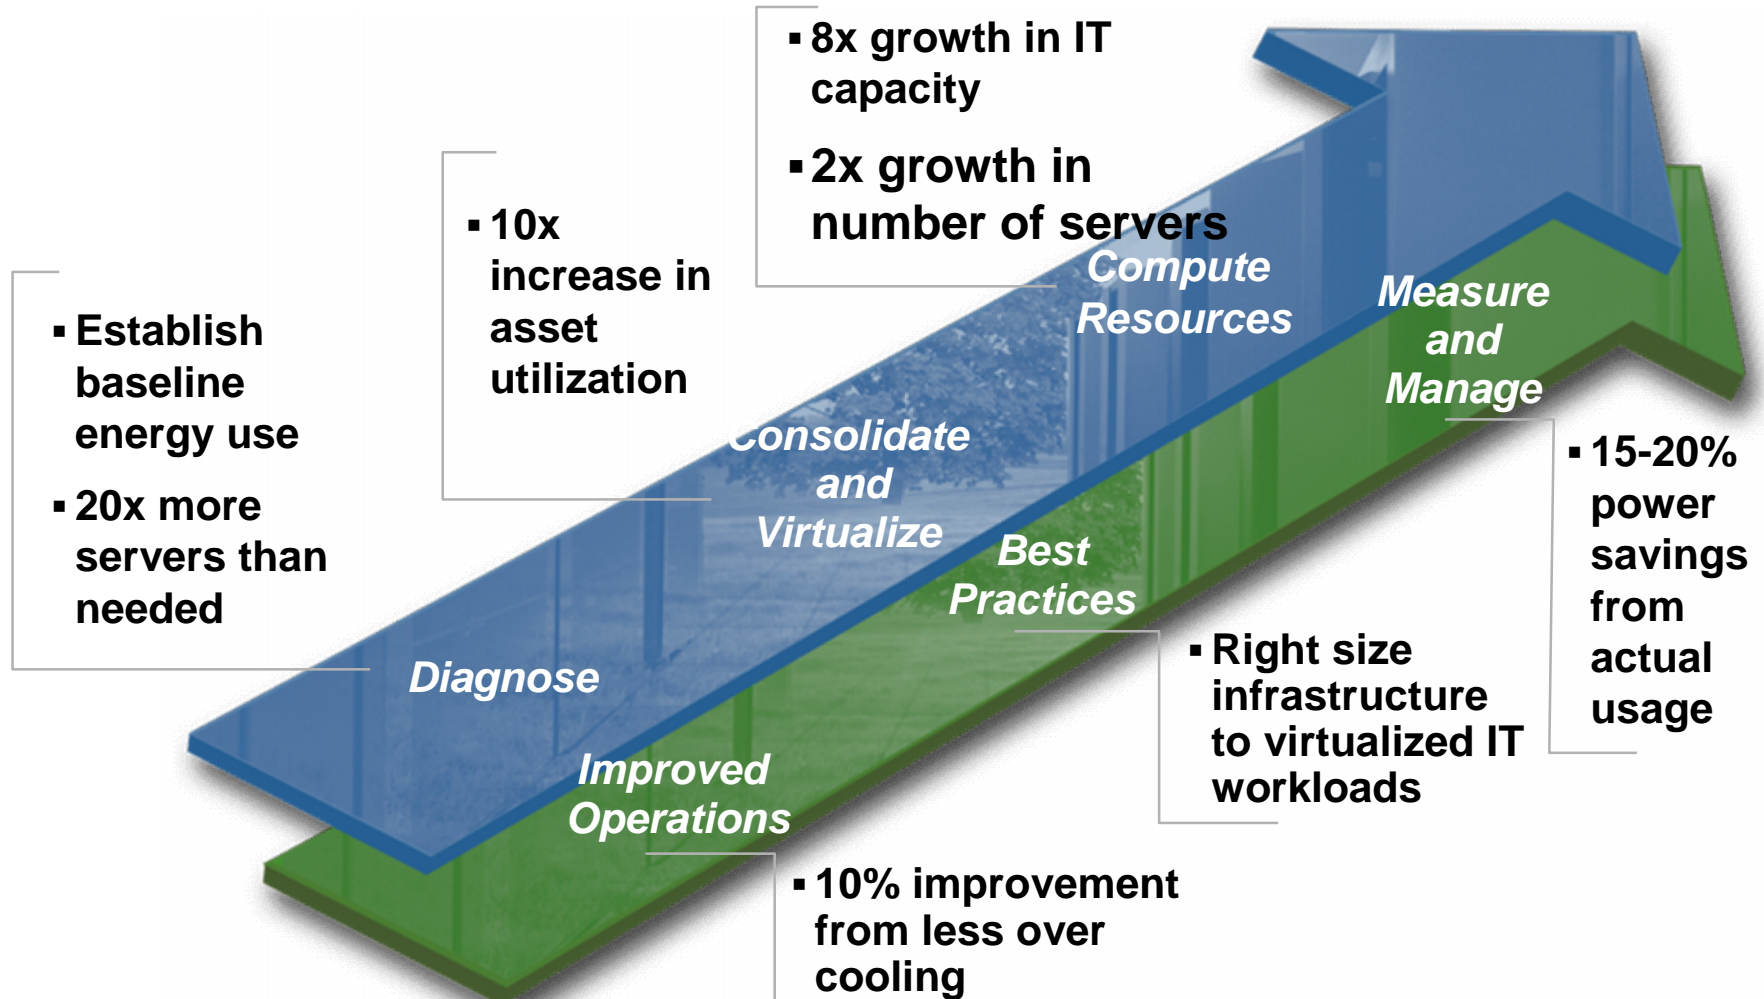 ▪ 8x growth in IT
capacity
▪ 2x growth in
number of servers
▪ 10x
increase in
asset
utilization
▪ Establish
baseline
energy use
▪ 20x more
servers than
needed
Compute
Resources
Measure
and
Manage
Consolidate
and
Virtualize
Best
Practices
Diagnose
Improved
Operations
▪ 15-20%
power
savings
from
actual
usage
▪ Right size
infrastructure
to virtualized IT
workloads
▪ 10% improvement
from less over
cooling